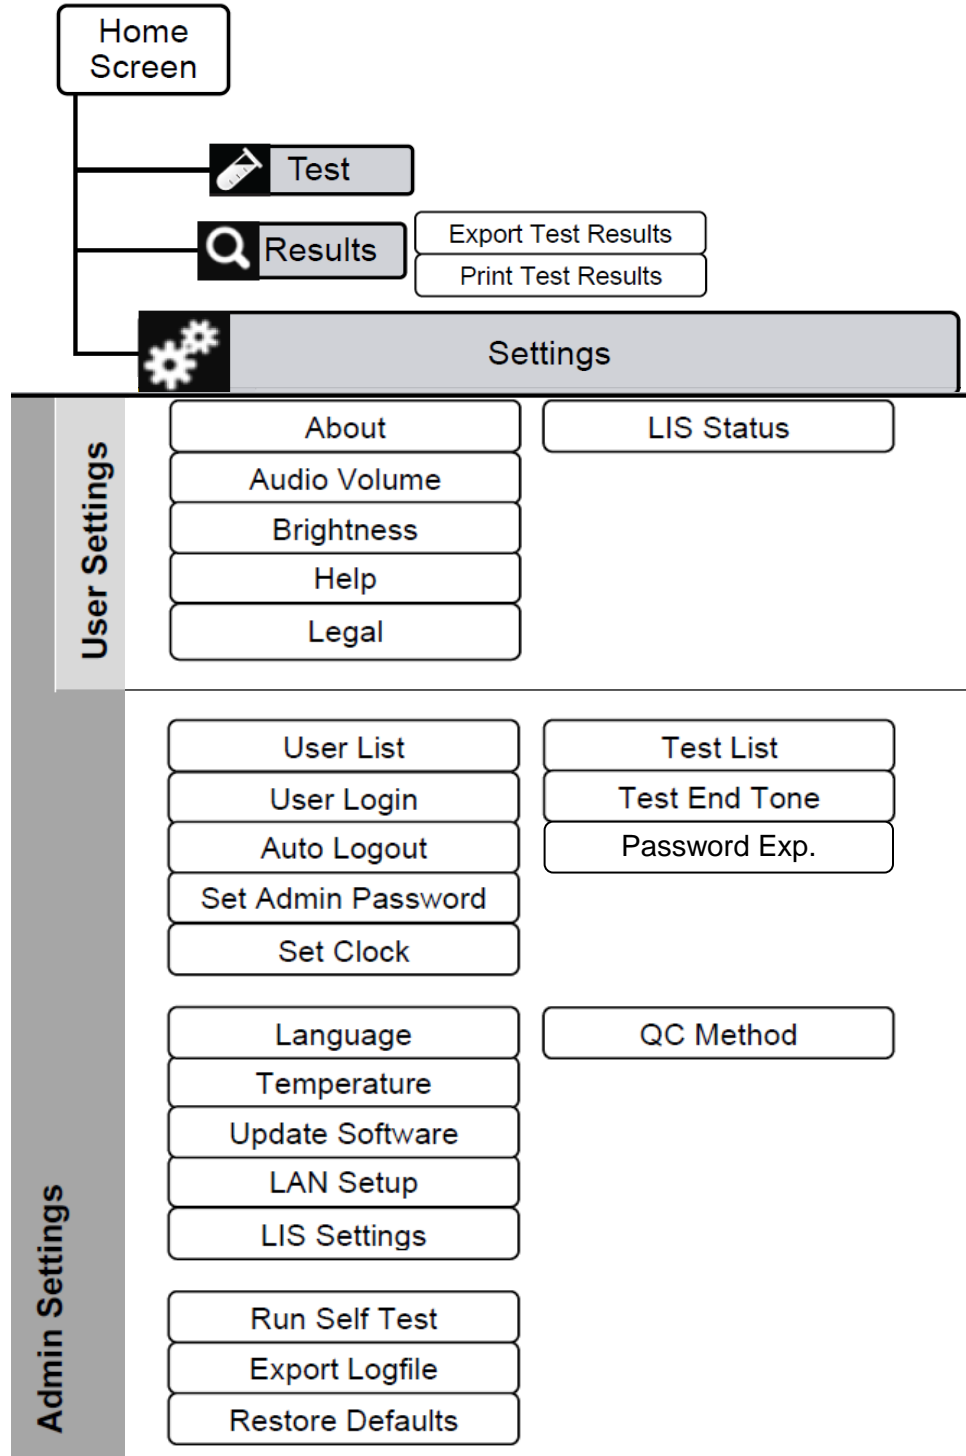 Home
Screen
Test
Results
Export Test Results
Print Test Results
Settings
User Settings
About
LIS Status
Audio Volume
Brightness
Help
Legal
Admin Settings
User List
Test List
User Login
Test End Tone
Auto Logout
Password Exp.
Set Admin Password
Set Clock
Language
QC Method
Temperature
Update Software
LAN Setup
LIS Settings
Run Self Test
Export Logfile
Restore Defaults